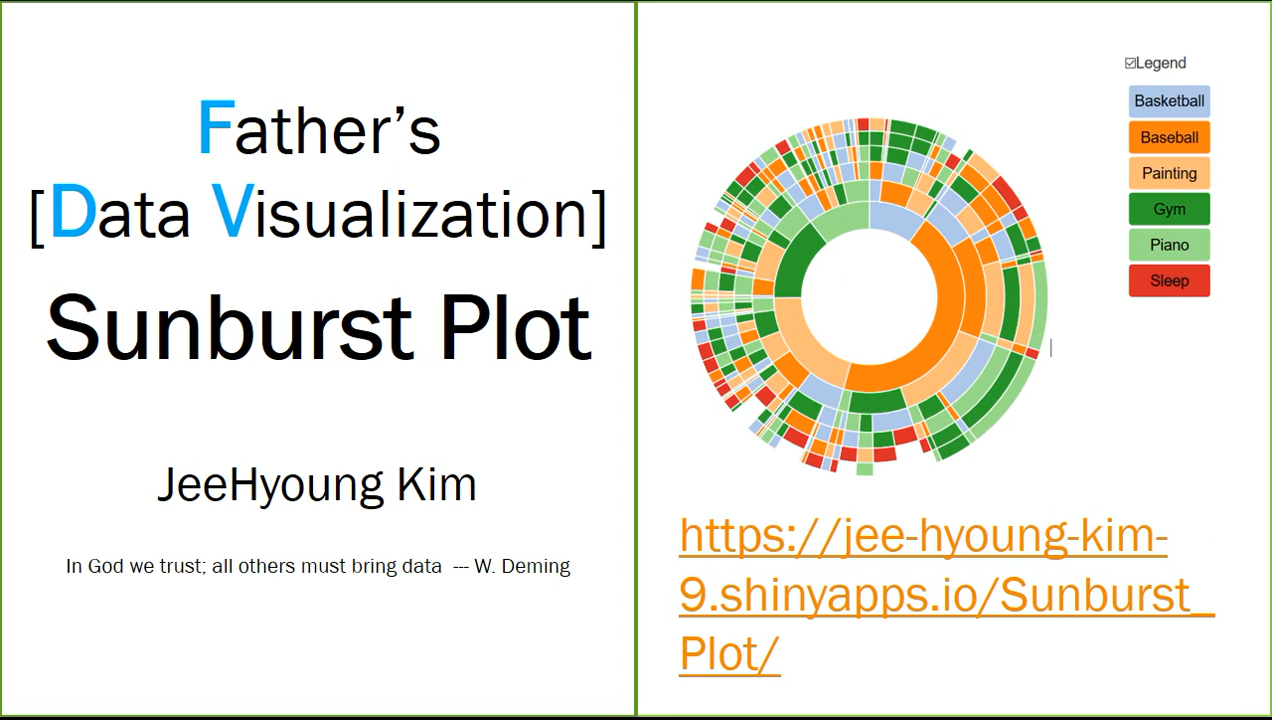 Father’s
[Data Visualization]
Sunburst Plot
JeeHyoung Kim
In God we trust; all others must bring data --- W. Deming
Legend
Basketball
Baseball
Painting
Gym
Piano
Sleep
https://jee-hyoung-kim-
9.shinyapps.io/Sunburst_
Plot/